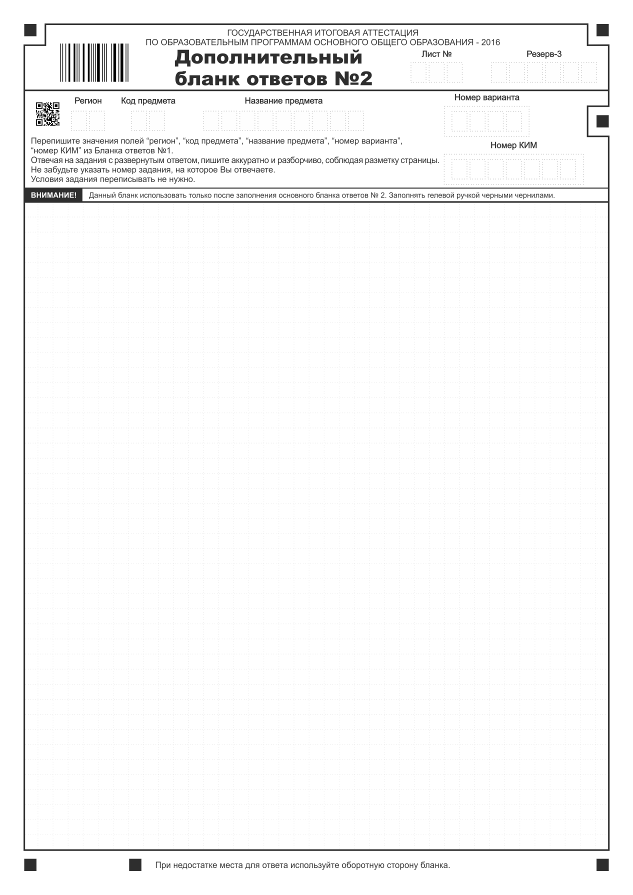 ГОСУДАРСТВЕННАЯ ИТОГОВАЯ АТТЕСТАЦИЯ
ПО ОБРАЗОВАТЕЛЬНЫМ ПРОГРАММАМ ОСНОВНОГО ОБЩЕГО ОБРАЗОВАНИЯ - 2016
Дополнительный
бланк ответов №2
Лист №
Резерв-3
Регион
Код предмета
Название предмета
Номер варианта
Перепишите значения полей "регион", "код предмета", "название предмета", "номер варианта",
"номер КИМ" из Бланка ответов №1.
Отвечая на задания с развернутым ответом, пишите аккуратно и разборчиво, соблюдая разметку страницы.
Не забудьте указать номер задания, на которое Вы отвечаете.
Условия задания переписывать не нужно.
Номер КИМ
ВНИМАНИЕ! Данный бланк использовать только после заполнения основного бланка ответов № 2. Заполнять гелевой ручкой черными чернилами.
При недостатке места для ответа используйте оборотную сторону бланка.